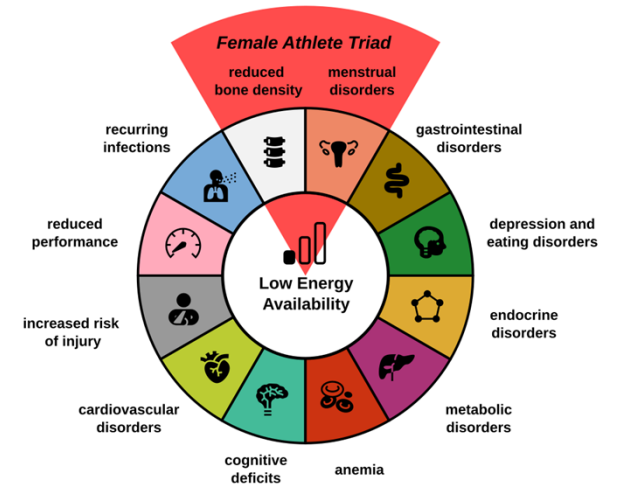 Female Athlete Triad
reduced
bone density
menstrual
disorders
gastrointestinal
disorders
depression and
eating disorders
endocrine
disorders
metabolic
disorders
anemia
cognitive
deficits
cardiovascular
disorders
increased risk
of injury
reduced
performance
recurring
infections
Low Energy
Availability